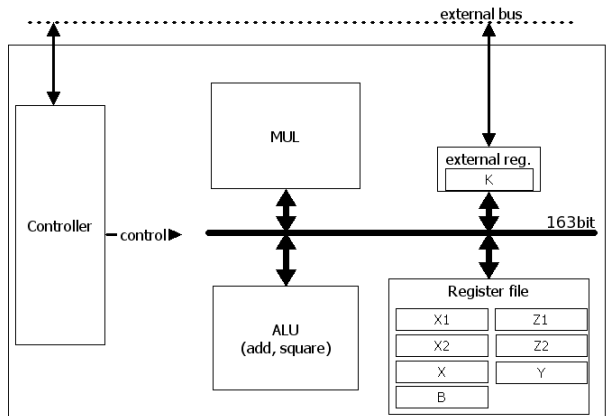 external bus
MUL
external reg.
K
Controller
control
163bit
ALU
(add, square)
Register file
X1
Z1
X2
Z2
X
Y
B